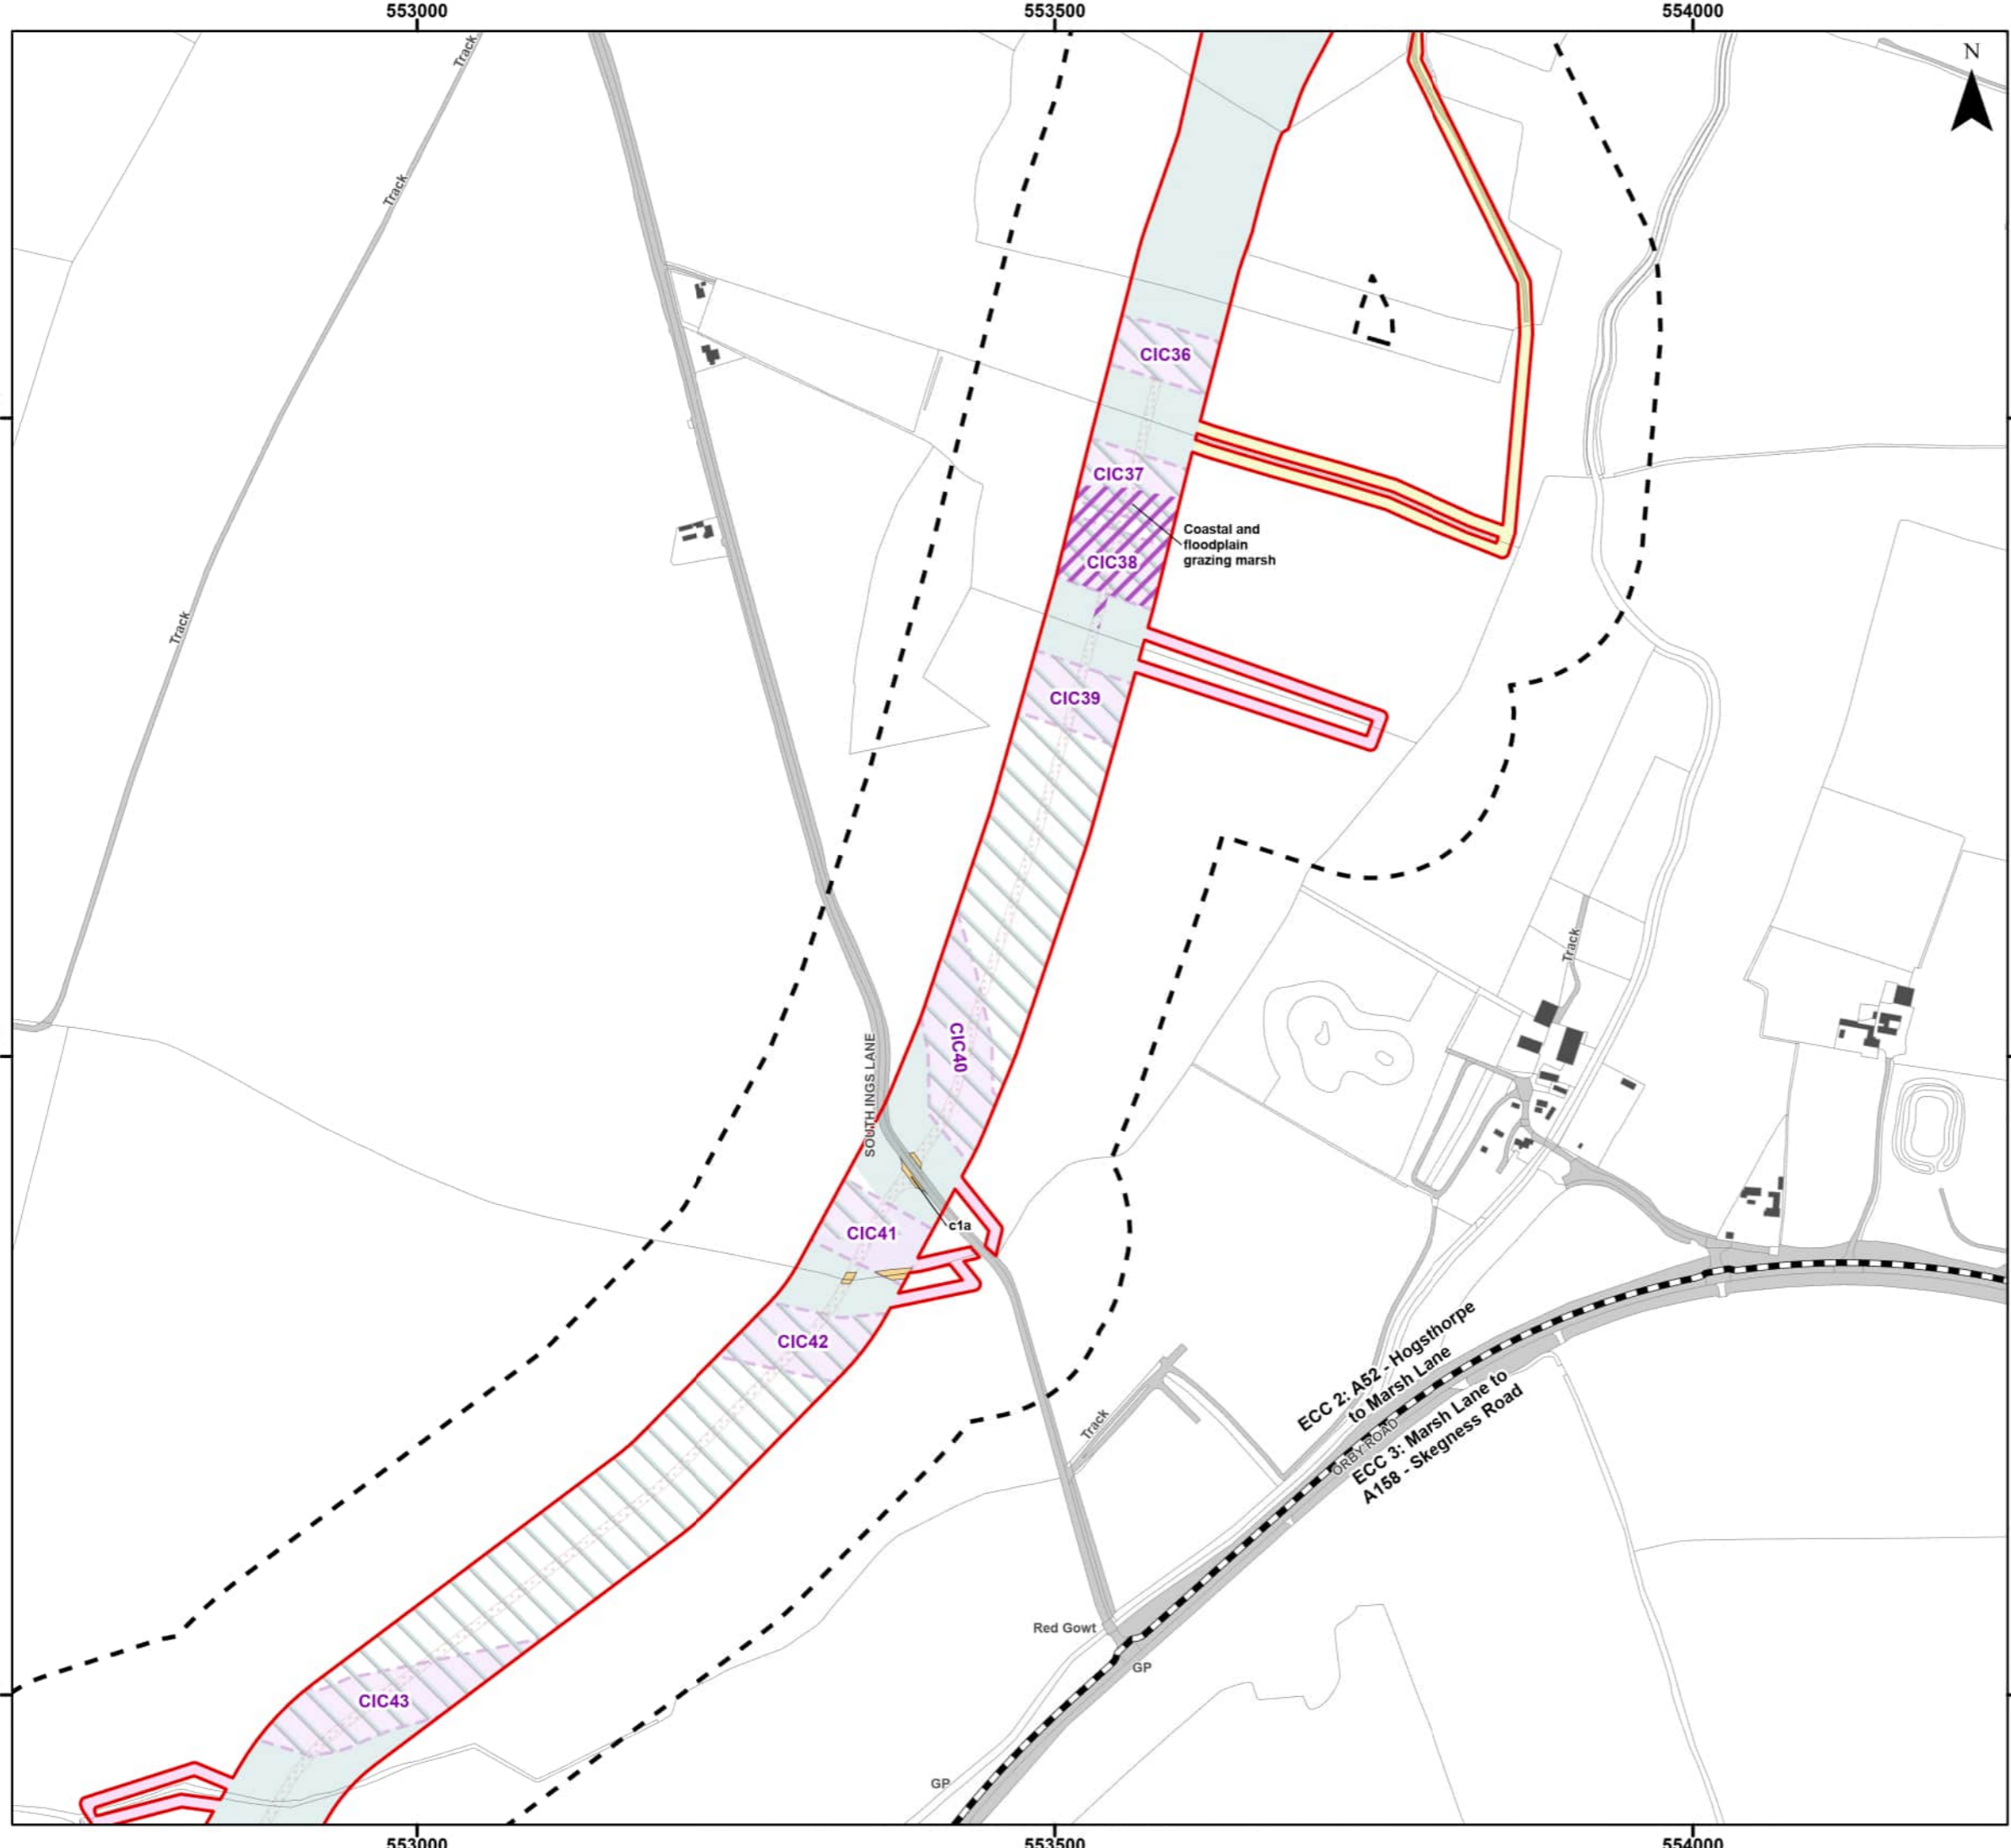 553000
553500
554000
N
Track
Track
CIC36
CIC37
Coastal and
floodplain
grazing marsh
CIC38
Track
CIC39
Track
CIC40
SOUTH INGS LANE
c1a
CIC41
CIC42
ECC 2: A52 - Hogsthorpe
to Marsh Lane
ORBY ROAD
ECC 3: Marsh Lane to
A158 - Skegness Road
Track
Red Gowt
GP
CIC43
GP
553000
553500
554000